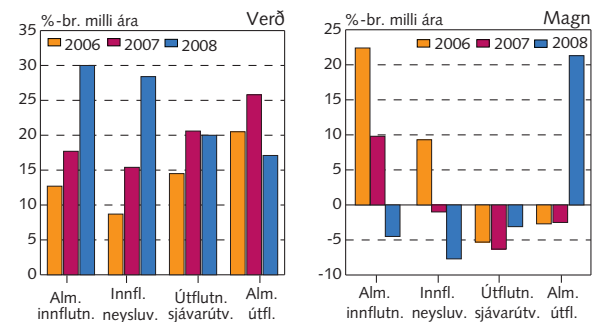 %-br. milli ára Verð
35
2006 2007 2008
30
25
20
15
10
5
0
Alm. Innfl. Útflutn. Alm.
innflutn. neysluv. sjávarútv. útfl.
%-br. milli ára Magn
25
2006 2007 2008
20
15
10
5
0
-5
-10
Alm. Innfl. Útflutn. Alm.
innflutn. neysluv. sjávarútv. útfl.